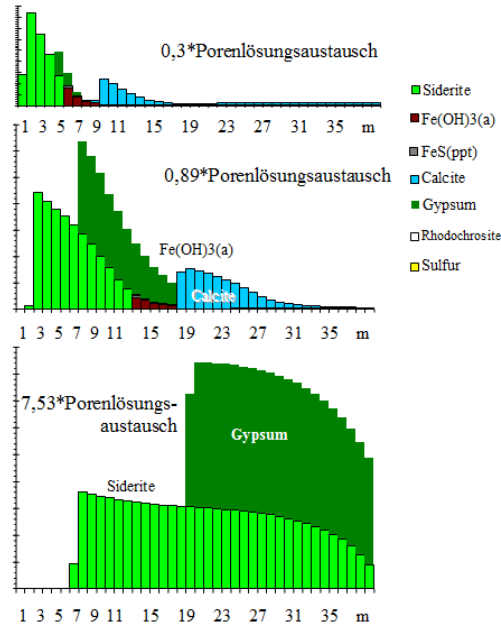 0,3*Porenlösungsaustausch
1 3 5 7 9 11 15 19 23 27 31 35 m
Siderite
Fe(OH)3(a)
FeS(ppt)
Calcite
Gypsum
Rhodochrosite
Sulfur
0,89*Porenlösungsaustausch
Fe(OH)3(a)
Calcite
1 3 5 7 9 11 15 19 23 27 31 35 m
7,53*Porenlösungs-
austausch
Gypsum
Siderite
1 3 5 7 9 11 15 19 23 27 31 35 m